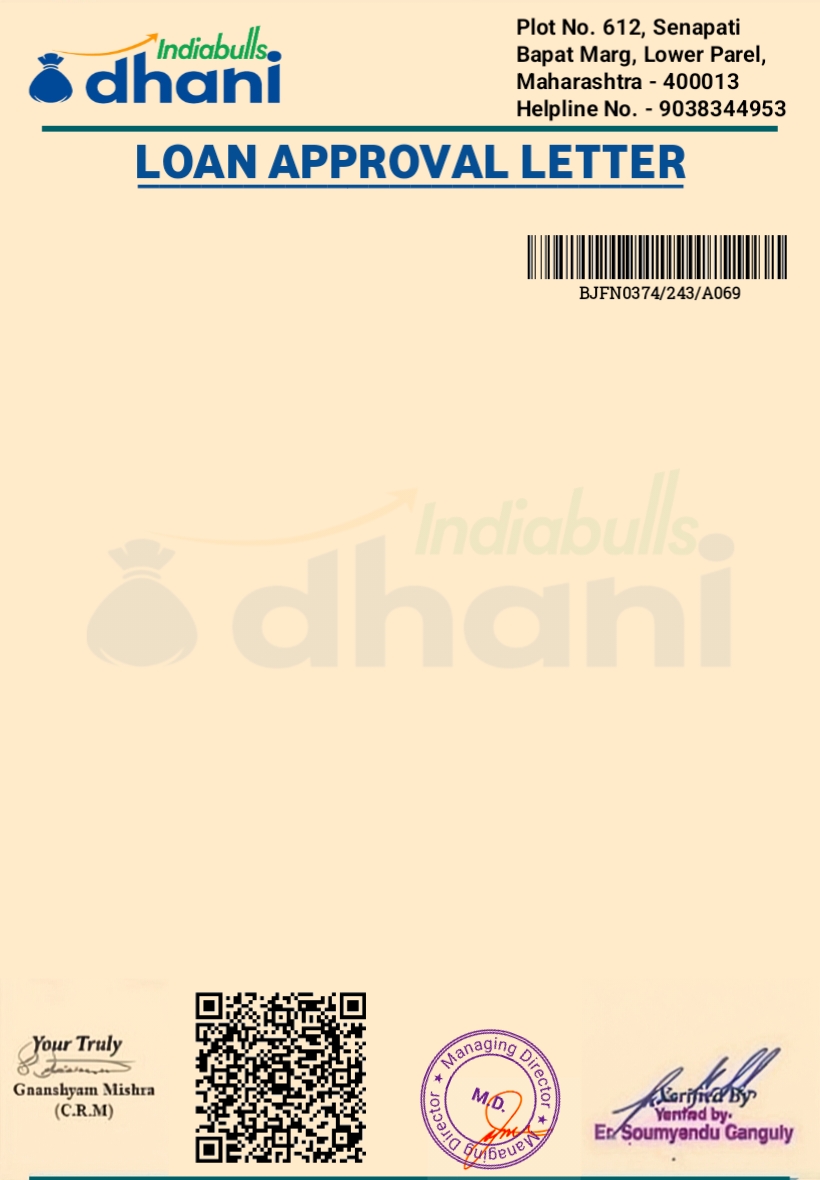 Indiabulls
dhani
Plot No. 612, Senapati
Bapat Marg, Lower Parel,
Maharashtra - 400013
Helpline No. - 9038344953
LOAN APPROVAL LETTER
BJFN0374/243/A069
Indiabulls
dhani
Your Truly
Gnanshyam Mishra
(C.R.M)
Managing Director
M.D.
Managing Director
Verified By
Verified by.
Er. Soumyendu Ganguly